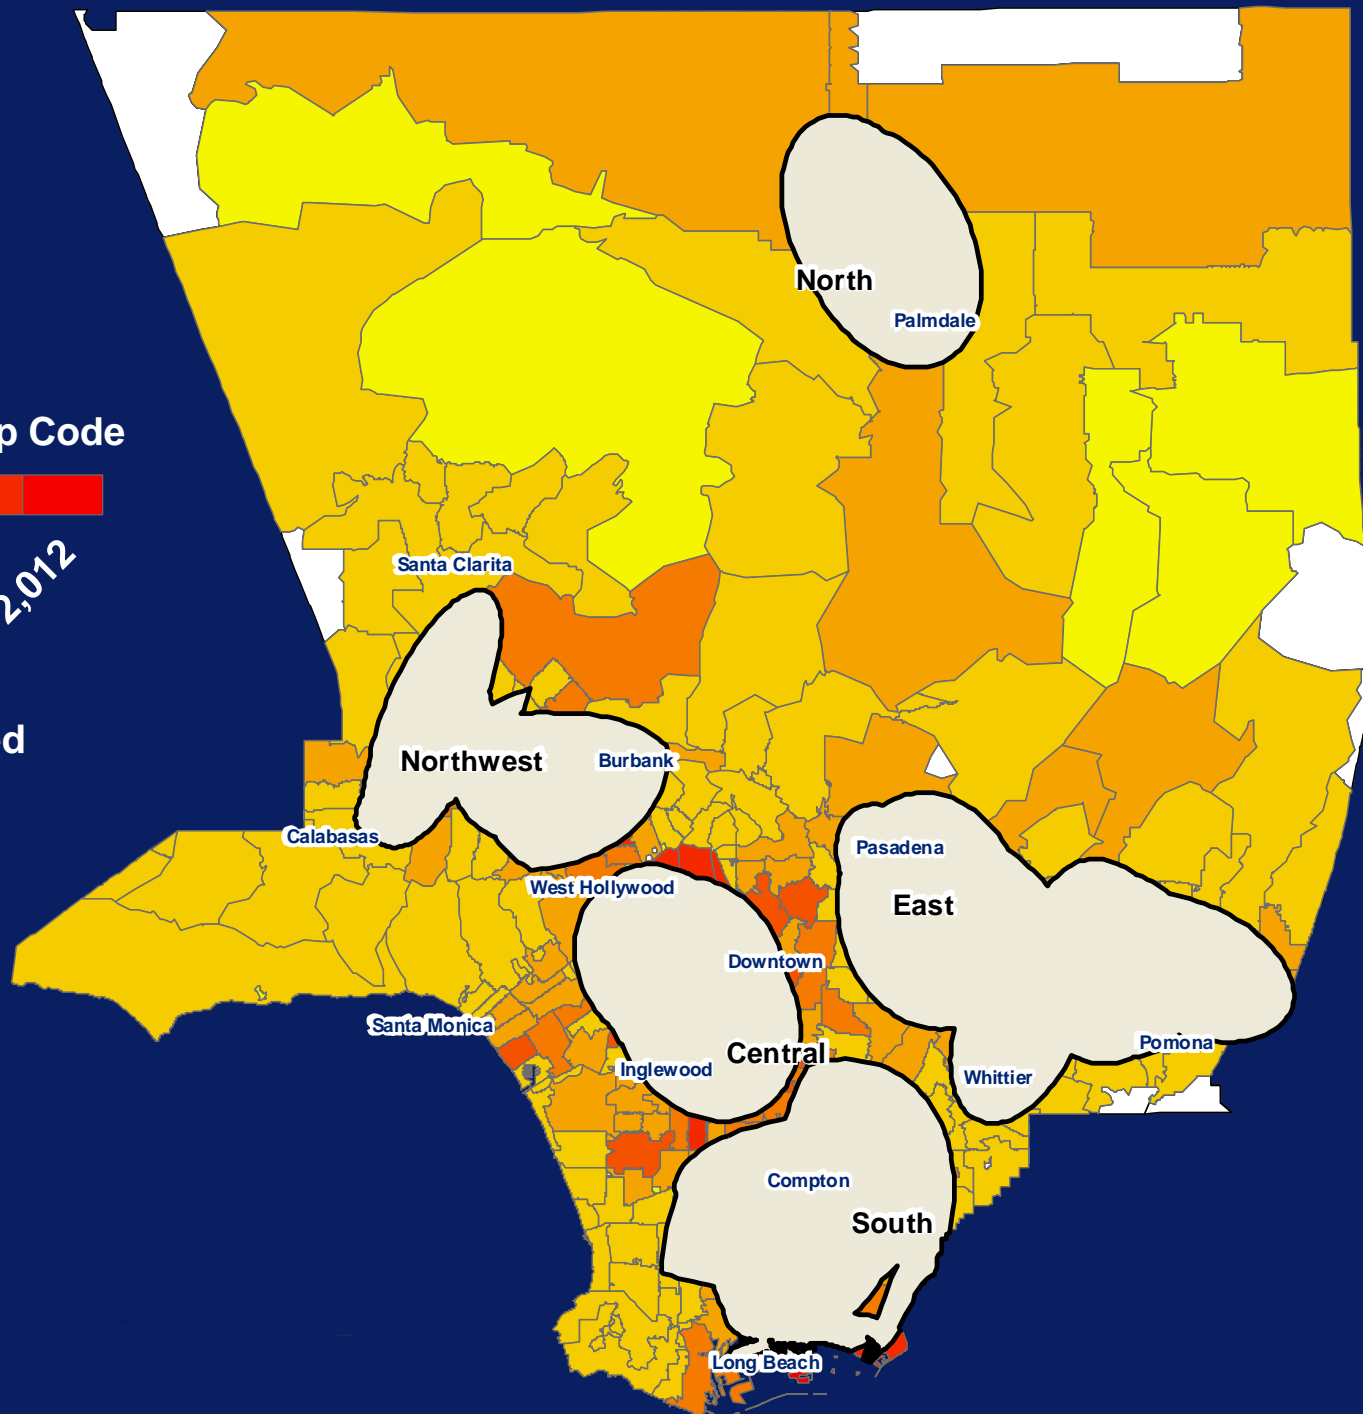 North
Palmdale
p Code
2,012
Santa Clarita
d
Northwest
Burbank
Calabasas
Pasadena
West Hollywood
East
Downtown
Santa Monica
Pomona
Central
Inglewood
Whittier
Compton
South
Long Beach